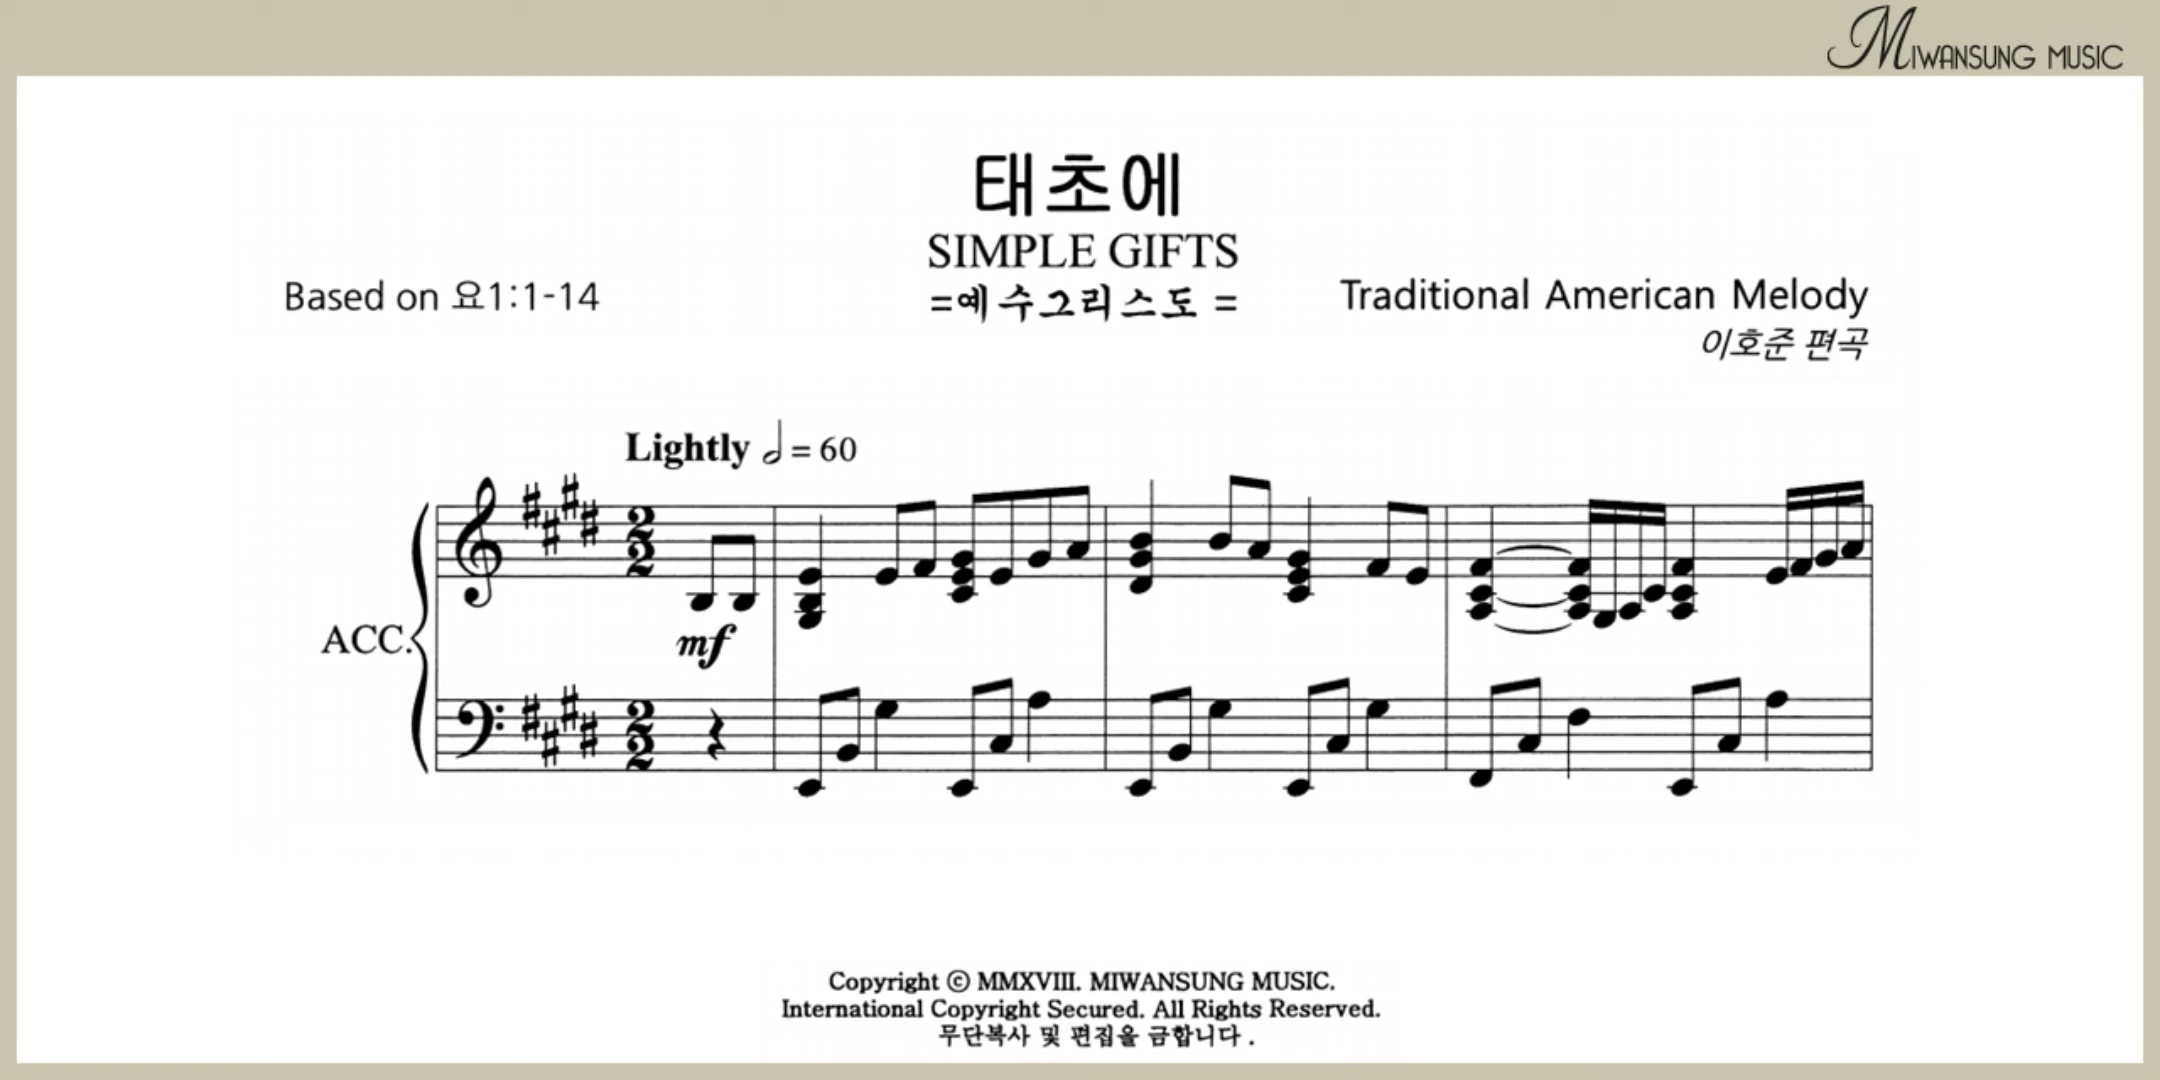 MIWANSUNG MUSIC
태초에
SIMPLE GIFTS
=예수그리스도 =
Based on 요1:1-14
Traditional American Melody
이호준 편곡
Lightly = 60
ACC.
mf
Copyright ⓒ MMXVIII. MIWANSUNG MUSIC.
International Copyright Secured. All Rights Reserved.
무단복사 및 편집을 금합니다 .